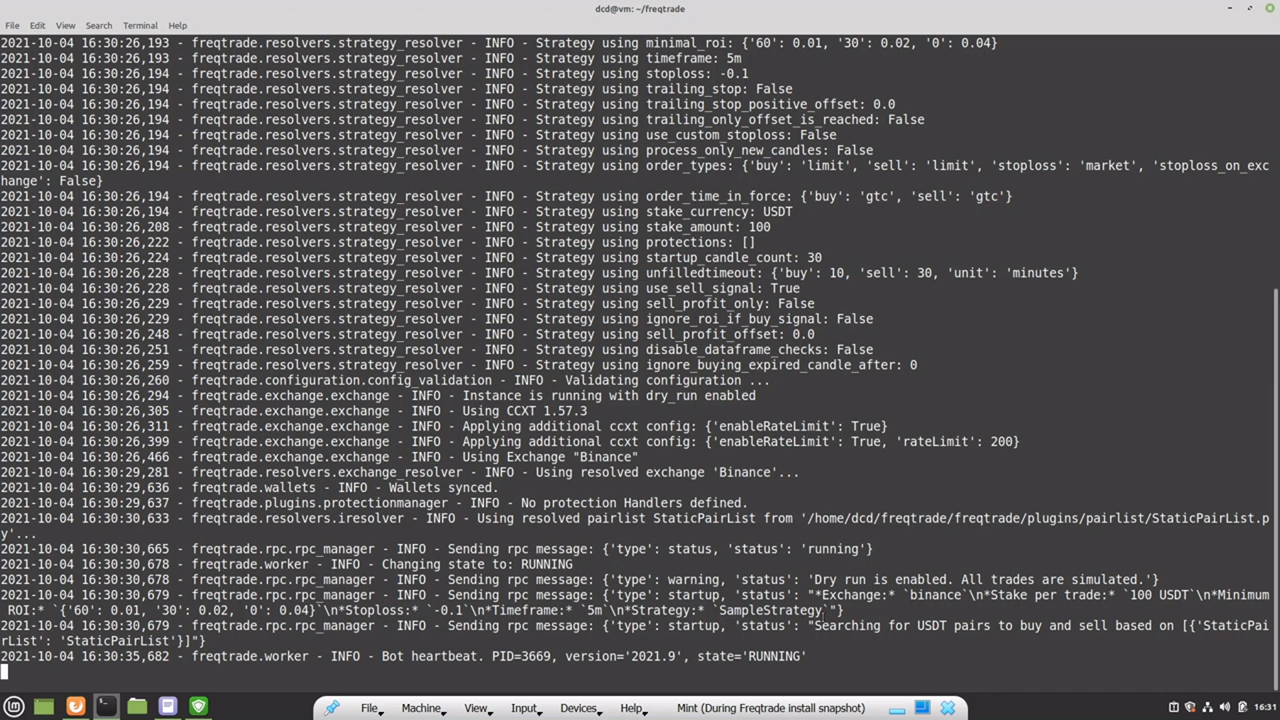 dcd@vm: ~/freqtrade
File Edit View Search Terminal Help
2021-10-04 16:30:26,193 - freqtrade.resolvers.strategy_resolver - INFO - Strategy using minimal_roi: {'60': 0.01, '30': 0.02, '0': 0.04}
2021-10-04 16:30:26,193 - freqtrade.resolvers.strategy_resolver - INFO - Strategy using timeframe: 5m
2021-10-04 16:30:26,194 - freqtrade.resolvers.strategy_resolver - INFO - Strategy using stoploss: -0.1
2021-10-04 16:30:26,194 - freqtrade.resolvers.strategy_resolver - INFO - Strategy using trailing_stop: False
2021-10-04 16:30:26,194 - freqtrade.resolvers.strategy_resolver - INFO - Strategy using trailing_stop_positive_offset: 0.0
2021-10-04 16:30:26,194 - freqtrade.resolvers.strategy_resolver - INFO - Strategy using trailing_only_offset_is_reached: False
2021-10-04 16:30:26,194 - freqtrade.resolvers.strategy_resolver - INFO - Strategy using use_custom_stoploss: False
2021-10-04 16:30:26,194 - freqtrade.resolvers.strategy_resolver - INFO - Strategy using process_only_new_candles: False
2021-10-04 16:30:26,194 - freqtrade.resolvers.strategy_resolver - INFO - Strategy using order_types: {'buy': 'limit', 'sell': 'limit', 'stoploss': 'market', 'stoploss_on_exc
hange': False}
2021-10-04 16:30:26,194 - freqtrade.resolvers.strategy_resolver - INFO - Strategy using order_time_in_force: {'buy': 'gtc', 'sell': 'gtc'}
2021-10-04 16:30:26,194 - freqtrade.resolvers.strategy_resolver - INFO - Strategy using stake_currency: USDT
2021-10-04 16:30:26,208 - freqtrade.resolvers.strategy_resolver - INFO - Strategy using stake_amount: 100
2021-10-04 16:30:26,222 - freqtrade.resolvers.strategy_resolver - INFO - Strategy using protections: []
2021-10-04 16:30:26,228 - freqtrade.resolvers.strategy_resolver - INFO - Strategy using startup_candle_count: 30
2021-10-04 16:30:26,228 - freqtrade.resolvers.strategy_resolver - INFO - Strategy using unfilledtimeout: {'buy': 10, 'sell': 30, 'unit': 'minutes'}
2021-10-04 16:30:26,228 - freqtrade.resolvers.strategy_resolver - INFO - Strategy using use_sell_signal: True
2021-10-04 16:30:26,229 - freqtrade.resolvers.strategy_resolver - INFO - Strategy using sell_profit_only: False
2021-10-04 16:30:26,229 - freqtrade.resolvers.strategy_resolver - INFO - Strategy using ignore_roi_if_buy_signal: False
2021-10-04 16:30:26,248 - freqtrade.resolvers.strategy_resolver - INFO - Strategy using sell_profit_offset: 0.0
2021-10-04 16:30:26,251 - freqtrade.resolvers.strategy_resolver - INFO - Strategy using disable_dataframe_checks: False
2021-10-04 16:30:26,251 - freqtrade.resolvers.strategy_resolver - INFO - Strategy using ignore_buying_expired_candle_after: 0
2021-10-04 16:30:26,260 - freqtrade.configuration.config_validation - INFO - Validating configuration ...
2021-10-04 16:30:26,294 - freqtrade.exchange.exchange - INFO - Instance is running with dry_run enabled
2021-10-04 16:30:26,305 - freqtrade.exchange.exchange - INFO - Using CCXT 1.57.3
2021-10-04 16:30:26,311 - freqtrade.exchange.exchange - INFO - Applying additional ccxt config: {'enableRateLimit': True}
2021-10-04 16:30:26,399 - freqtrade.exchange.exchange - INFO - Applying additional ccxt config: {'enableRateLimit': True, 'rateLimit': 200}
2021-10-04 16:30:26,466 - freqtrade.exchange.exchange - INFO - Using Exchange "Binance"
2021-10-04 16:30:29,281 - freqtrade.resolvers.exchange_resolver - INFO - Using resolved exchange 'Binance'...
2021-10-04 16:30:29,636 - freqtrade.wallets - INFO - Wallets synced.
2021-10-04 16:30:29,637 - freqtrade.plugins.protectionmanager - INFO - No protection Handlers defined.
2021-10-04 16:30:30,633 - freqtrade.resolvers.iresolver - INFO - Using resolved pairlist StaticPairList from '/home/dcd/freqtrade/freqtrade/plugins/pairlist/StaticPairList.p
y'...
2021-10-04 16:30:30,665 - freqtrade.rpc.rpc_manager - INFO - Sending rpc message: {'type': status, 'status': 'running'}
2021-10-04 16:30:30,678 - freqtrade.worker - INFO - Changing state to: RUNNING
2021-10-04 16:30:30,678 - freqtrade.rpc.rpc_manager - INFO - Sending rpc message: {'type': warning, 'status': 'Dry run is enabled. All trades are simulated.'}
2021-10-04 16:30:30,679 - freqtrade.rpc.rpc_manager - INFO - Sending rpc message: {'type': startup, 'status': "*Exchange:* `binance`\n*Stake per trade:* `100 USDT`\n*Minimum
 ROI:* `{'60': 0.01, '30': 0.02, '0': 0.04}`\n*Stoploss:* `-0.1`\n*Timeframe:* `5m`\n*Strategy:* `SampleStrategy`"}
2021-10-04 16:30:30,679 - freqtrade.rpc.rpc_manager - INFO - Sending rpc message: {'type': startup, 'status': "Searching for USDT pairs to buy and sell based on [{'StaticPai
rList': 'StaticPairList'}]"}
2021-10-04 16:30:35,682 - freqtrade.worker - INFO - Bot heartbeat. PID=3669, version='2021.9', state='RUNNING'
File Machine View Input Devices Help Mint (During Freqtrade install snapshot) 16:31